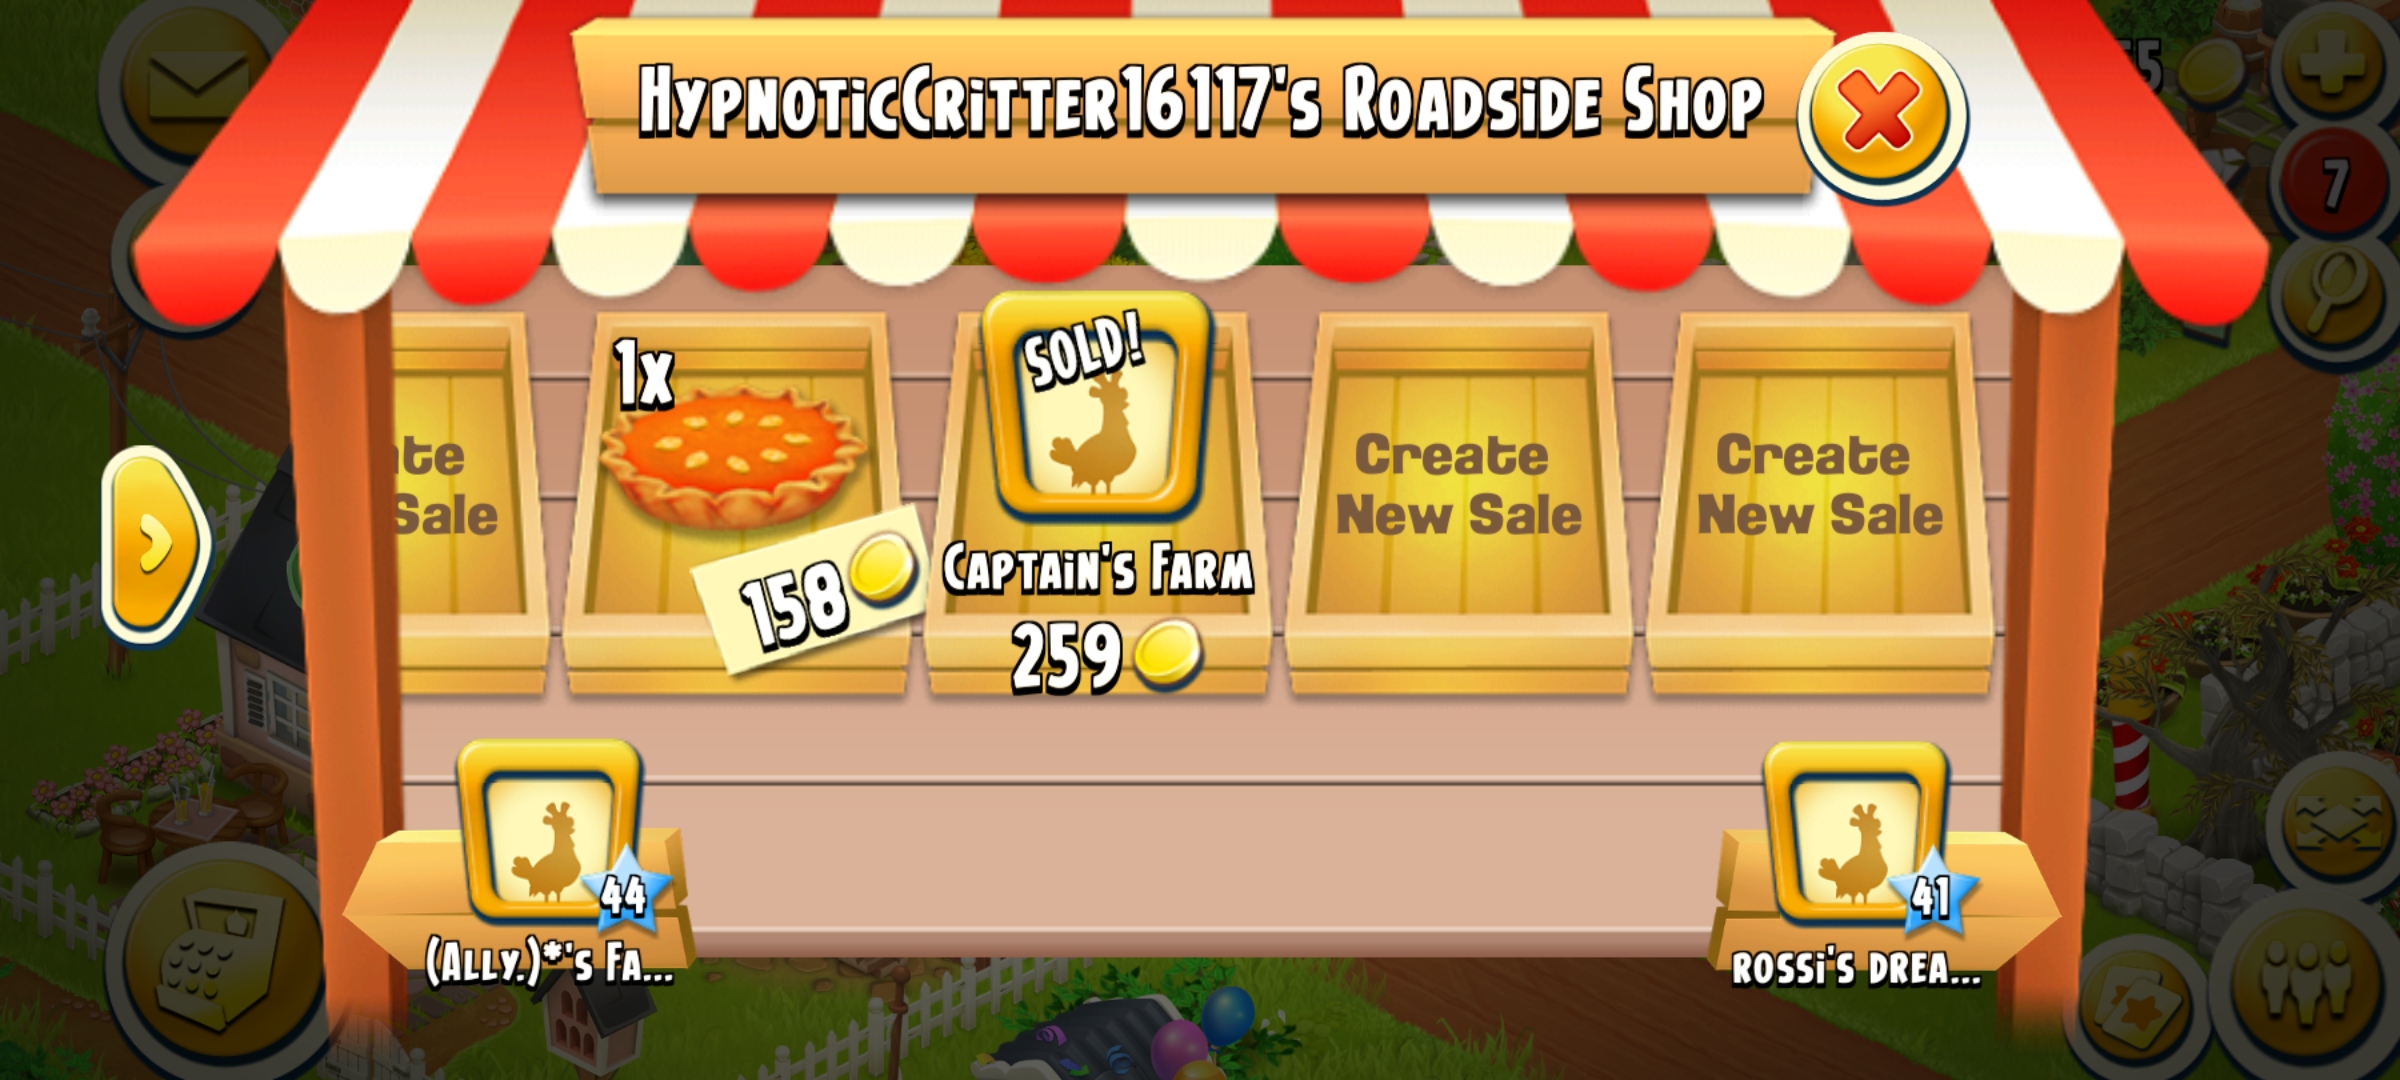 HypnoticCritter16117's Roadside Shop
7
1x
158
SOLD!
Captain's Farm
259
Create
New Sale
Create
New Sale
Sale
44
(Ally.)*'s Fa...
41
ROSSi'S DREA...